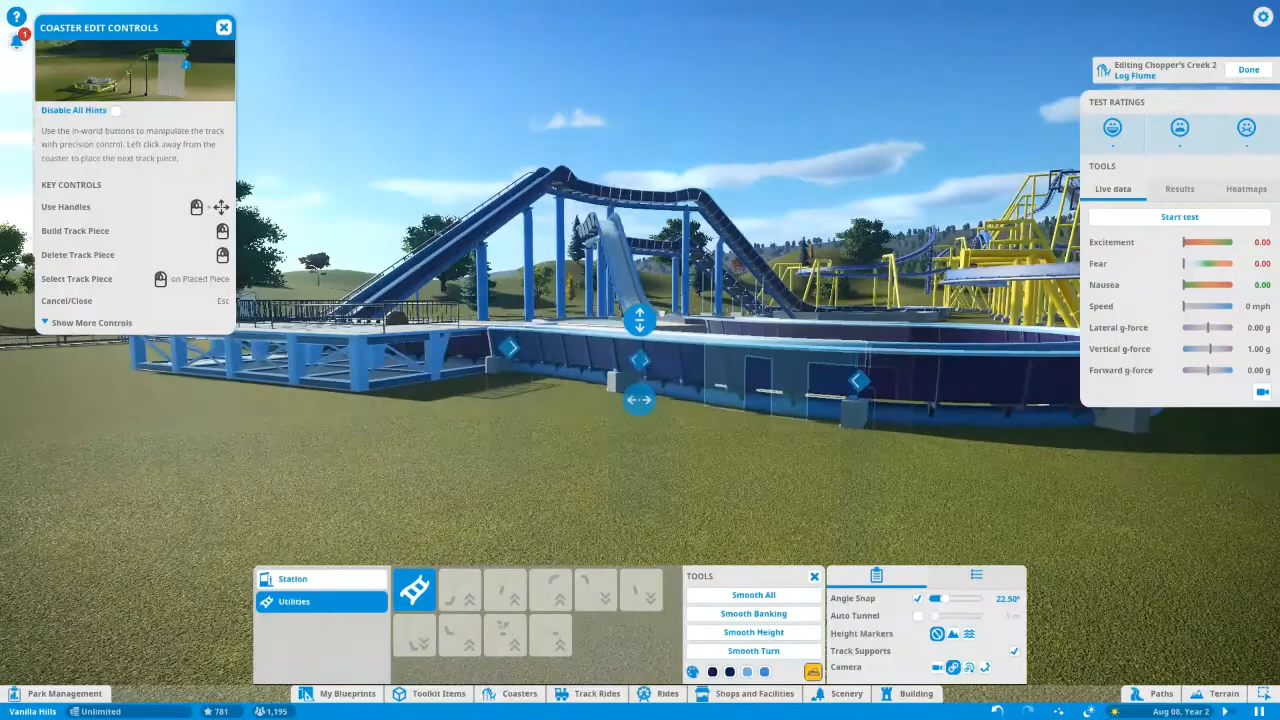 ?
1
COASTER EDIT CONTROLS
Disable All Hints
Use the in-world buttons to manipulate the track
with precision control. Left click away from the
coaster to place the next track piece.
KEY CONTROLS
Use Handles
Build Track Piece
Delete Track Piece
Select Track Piece on Placed Piece
Cancel/Close Esc
Show More Controls
Editing Chopper's Creek 2
Log Flume
Done
TEST RATINGS
- - -
TOOLS
Live data Results Heatmaps
Start test
Excitement 0.00
Fear 0.00
Nausea 0.00
Speed 0 mph
Lateral g-force 0.00 g
Vertical g-force 1.00 g
Forward g-force 0.00 g
Station
Utilities
TOOLS
Smooth All
Smooth Banking
Smooth Height
Smooth Turn
Angle Snap 22.50°
Auto Tunnel 5 m
Height Markers
Track Supports
Camera
Park Management
My Blueprints
Toolkit Items
Coasters
Track Rides
Rides
Shops and Facilities
Scenery
Building
Paths
Terrain
Vanilla Hills
Unlimited
781
1,195
Aug 08, Year 2